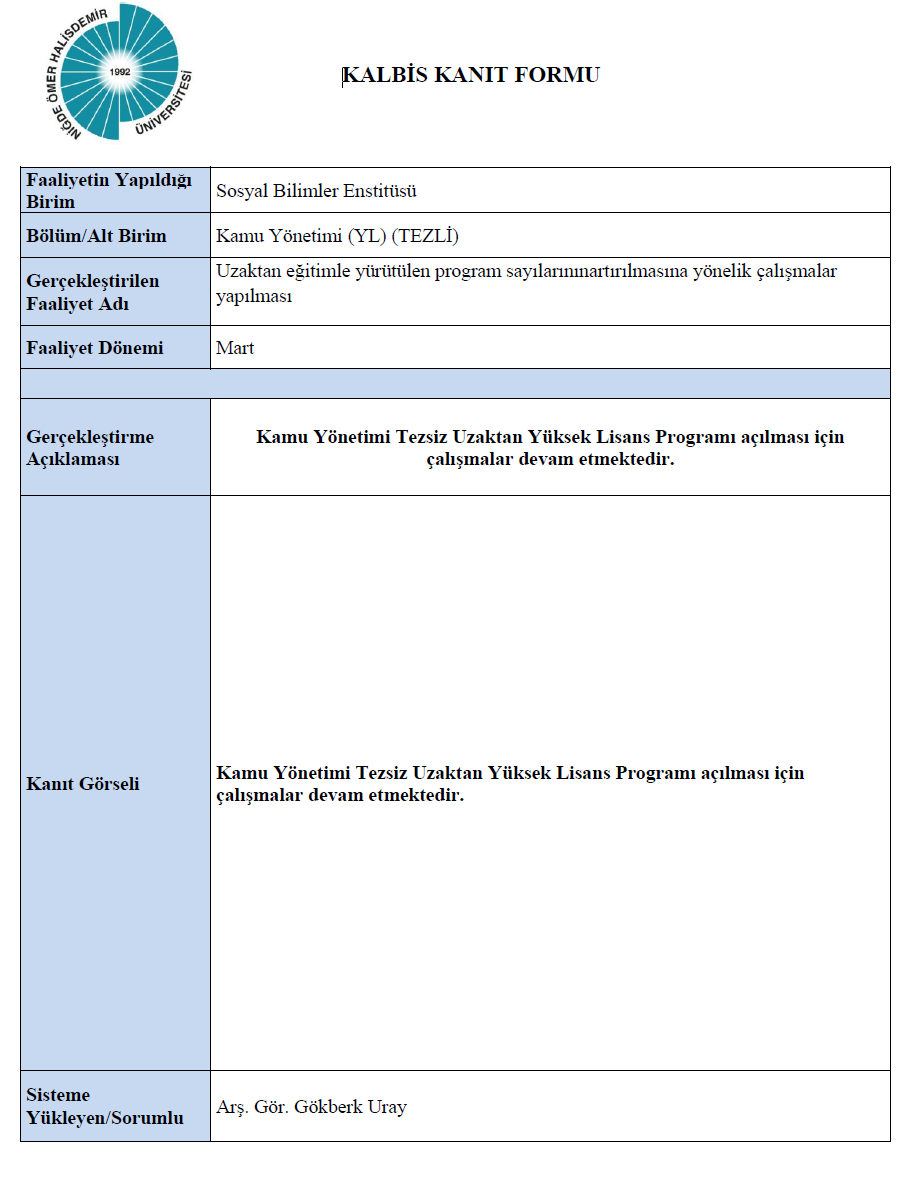 NİĞDE ÖMER HALİSDEMİR
ÜNİVERSİTESİ
1992
KALBİS KANIT FORMU
Faaliyetin Yapıldığı
Birim
Sosyal Bilimler Enstitüsü
Bölüm/Alt Birim
Kamu Yönetimi (YL) (TEZLİ)
Gerçekleştirilen
Faaliyet Adı
Uzaktan eğitimle yürütülen program sayılarınınartırılmasına yönelik çalışmalar
yapılması
Faaliyet Dönemi
Mart
Gerçekleştirme
Açıklaması
Kamu Yönetimi Tezsiz Uzaktan Yüksek Lisans Programı açılması için
çalışmalar devam etmektedir.
Kanıt Görseli
Kamu Yönetimi Tezsiz Uzaktan Yüksek Lisans Programı açılması için
çalışmalar devam etmektedir.
Sisteme
Yükleyen/Sorumlu
Arş. Gör. Gökberk Uray